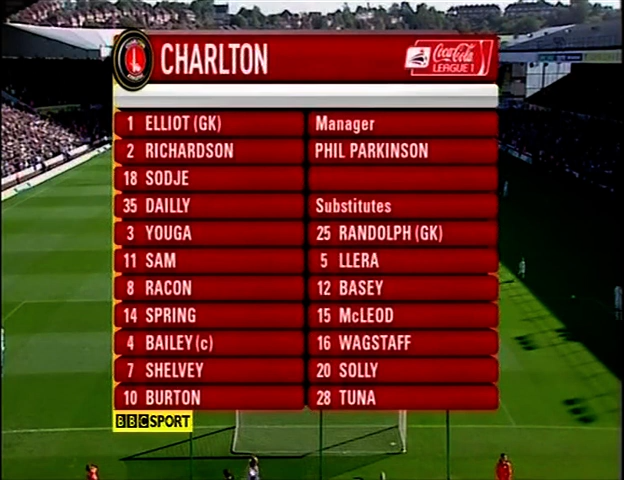 CHARLTON
Coca-Cola
LEAGUE 1
1 ELLIOT (GK)
2 RICHARDSON
18 SODJE
35 DAILLY
3 YOUGA
11 SAM
8 RACON
14 SPRING
4 BAILEY (c)
7 SHELVEY
10 BURTON
Manager
PHIL PARKINSON
Substitutes
25 RANDOLPH (GK)
5 LLERA
12 BASEY
15 McLEOD
16 WAGSTAFF
20 SOLLY
28 TUNA
BBC SPORT